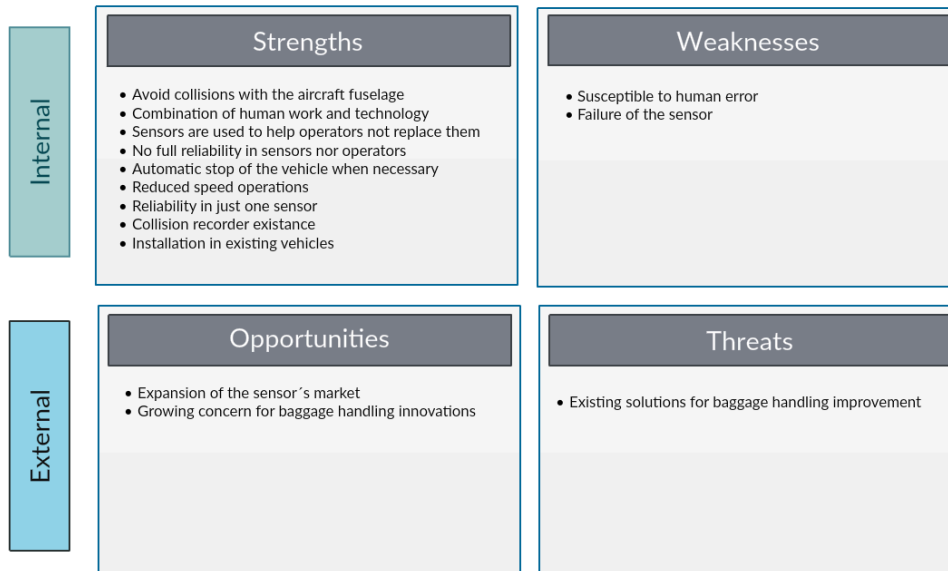 Internal
Strengths
• Avoid collisions with the aircraft fuselage
• Combination of human work and technology
• Sensors are used to help operators not replace them
• No full reliability in sensors nor operators
• Automatic stop of the vehicle when necessary
• Reduced speed operations
• Reliability in just one sensor
• Collision recorder existance
• Installation in existing vehicles
Weaknesses
• Susceptible to human error
• Failure of the sensor
External
Opportunities
• Expansion of the sensor´s market
• Growing concern for baggage handling innovations
Threats
• Existing solutions for baggage handling improvement